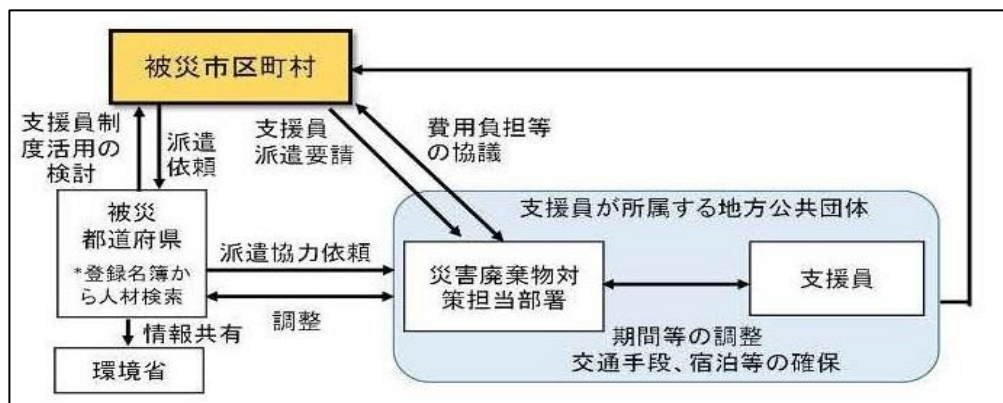 被災市区町村
支援員制
度活用の
検討
派遣
依頼
支援員
派遣要請
費用負担等
の協議
支援員が所属する地方公共団体
被災
都道府県
*登録名簿か
ら人材検索
派遣協力依頼
調整
災害廃棄物対
策担当部署
支援員
期間等の調整
交通手段、宿泊等の確保
情報共有
環境省